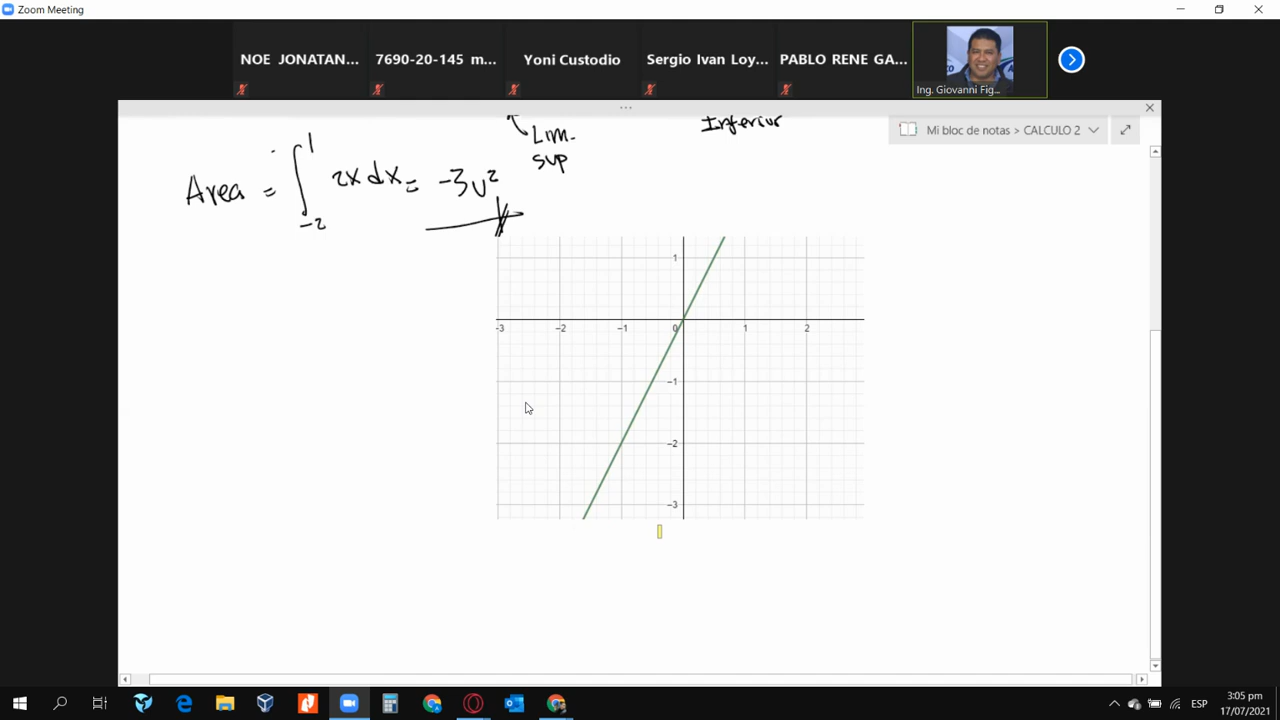 Zoom Meeting
NOE JONATAN...
7690-20-145 m...
Yoni Custodio
Sergio Ivan Loy...
PABLO RENE GA...
Ing. Giovanni Fig...
Mi bloc de notas > CALCULO 2
Inferior
Lim.
sup
Area = ∫₋₂¹ 2x dx = -3u²
1
-3 -2 -1 0 1 2
-1
-2
-3
ESP
3:05 pm
17/07/2021